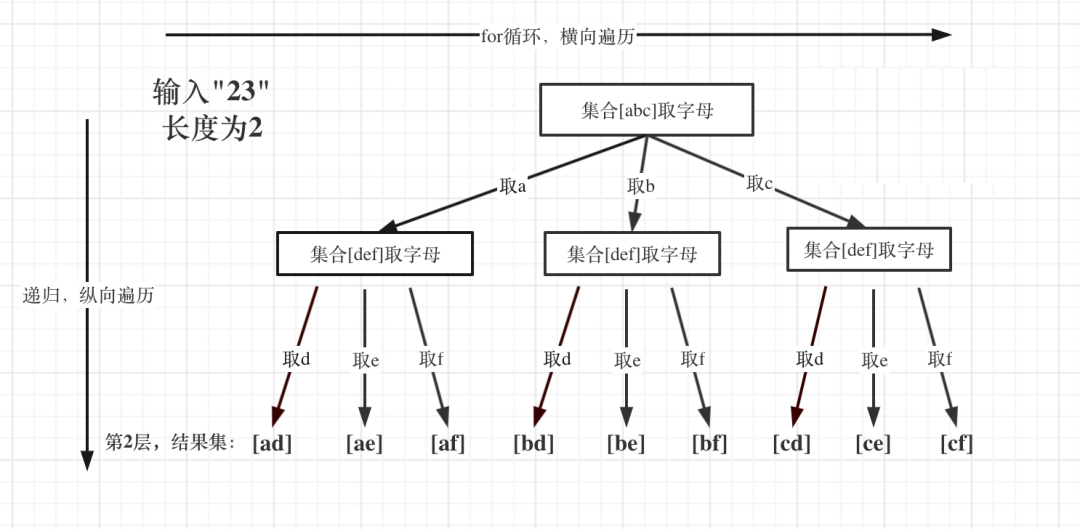 for循环，横向遍历
输入"23"
长度为2
集合[abc]取字母
取a
取b
取c
集合[def]取字母
集合[def]取字母
集合[def]取字母
递归，纵向遍历
取d
取e
取f
取d
取e
取f
取d
取e
取f
第2层，结果集：
[ad]
[ae]
[af]
[bd]
[be]
[bf]
[cd]
[ce]
[cf]